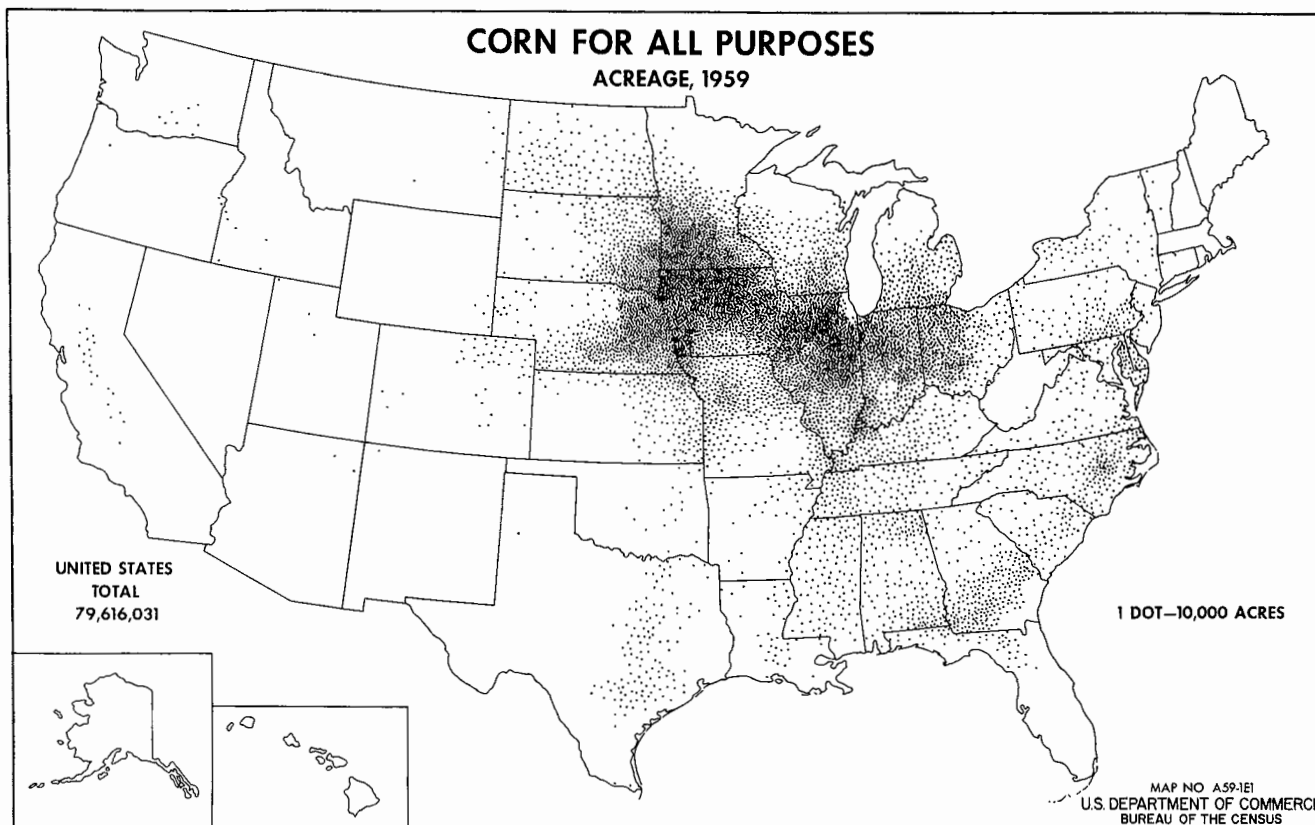 CORN FOR ALL PURPOSES
ACREAGE, 1959
UNITED STATES
TOTAL
79,616,031
1 DOT—10,000 ACRES
MAP NO A59-1E1
U.S. DEPARTMENT OF COMMERCE
BUREAU OF THE CENSUS